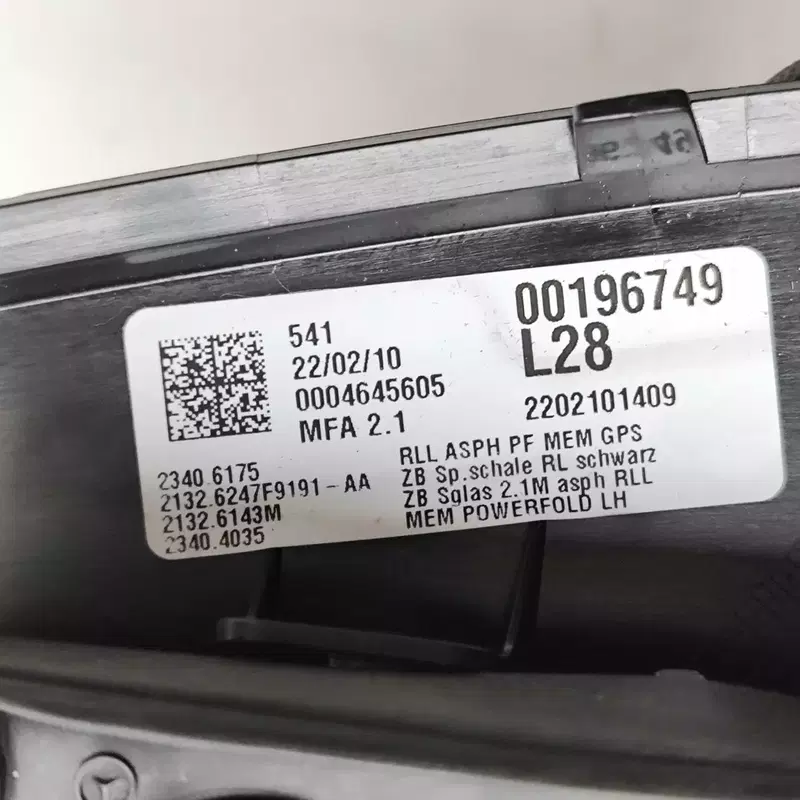 541
22/02/10
0004645605
MFA 2.1
00196749
L28
2202101409
2340.6175
2132.6247F9191-AA
2132.6143M
2340.4035
RLL ASPH PF MEM GPS
ZB Sp.schale RL schwarz
ZB Sglas 2.1M asph RLL
MEM POWERFOLD LH